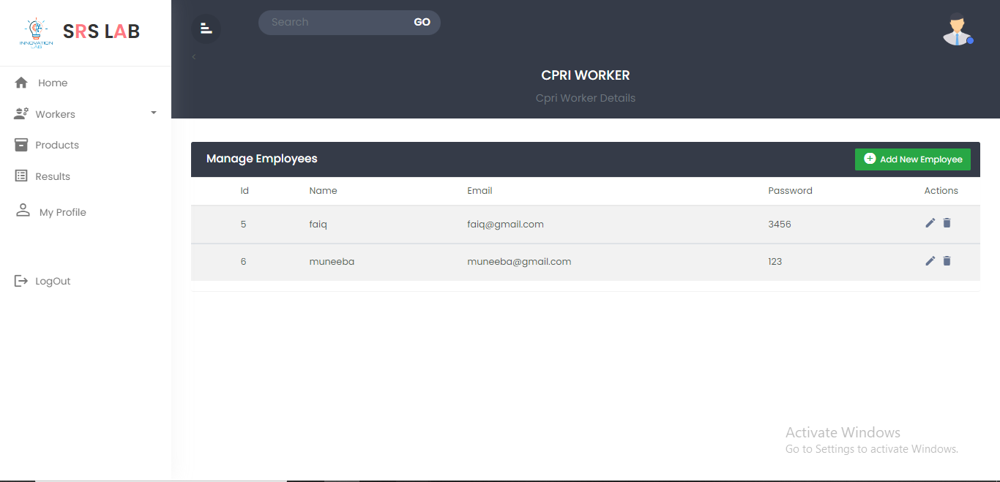 INNOVATION
LAB
SRS LAB
Search GO
<
CPRI WORKER
Cpri Worker Details
Home
Workers
Products
Results
My Profile
LogOut
Manage Employees Add New Employee
Id Name Email Password Actions
5 faiq faiq@gmail.com 3456
6 muneeba muneeba@gmail.com 123
Activate Windows
Go to Settings to activate Windows.